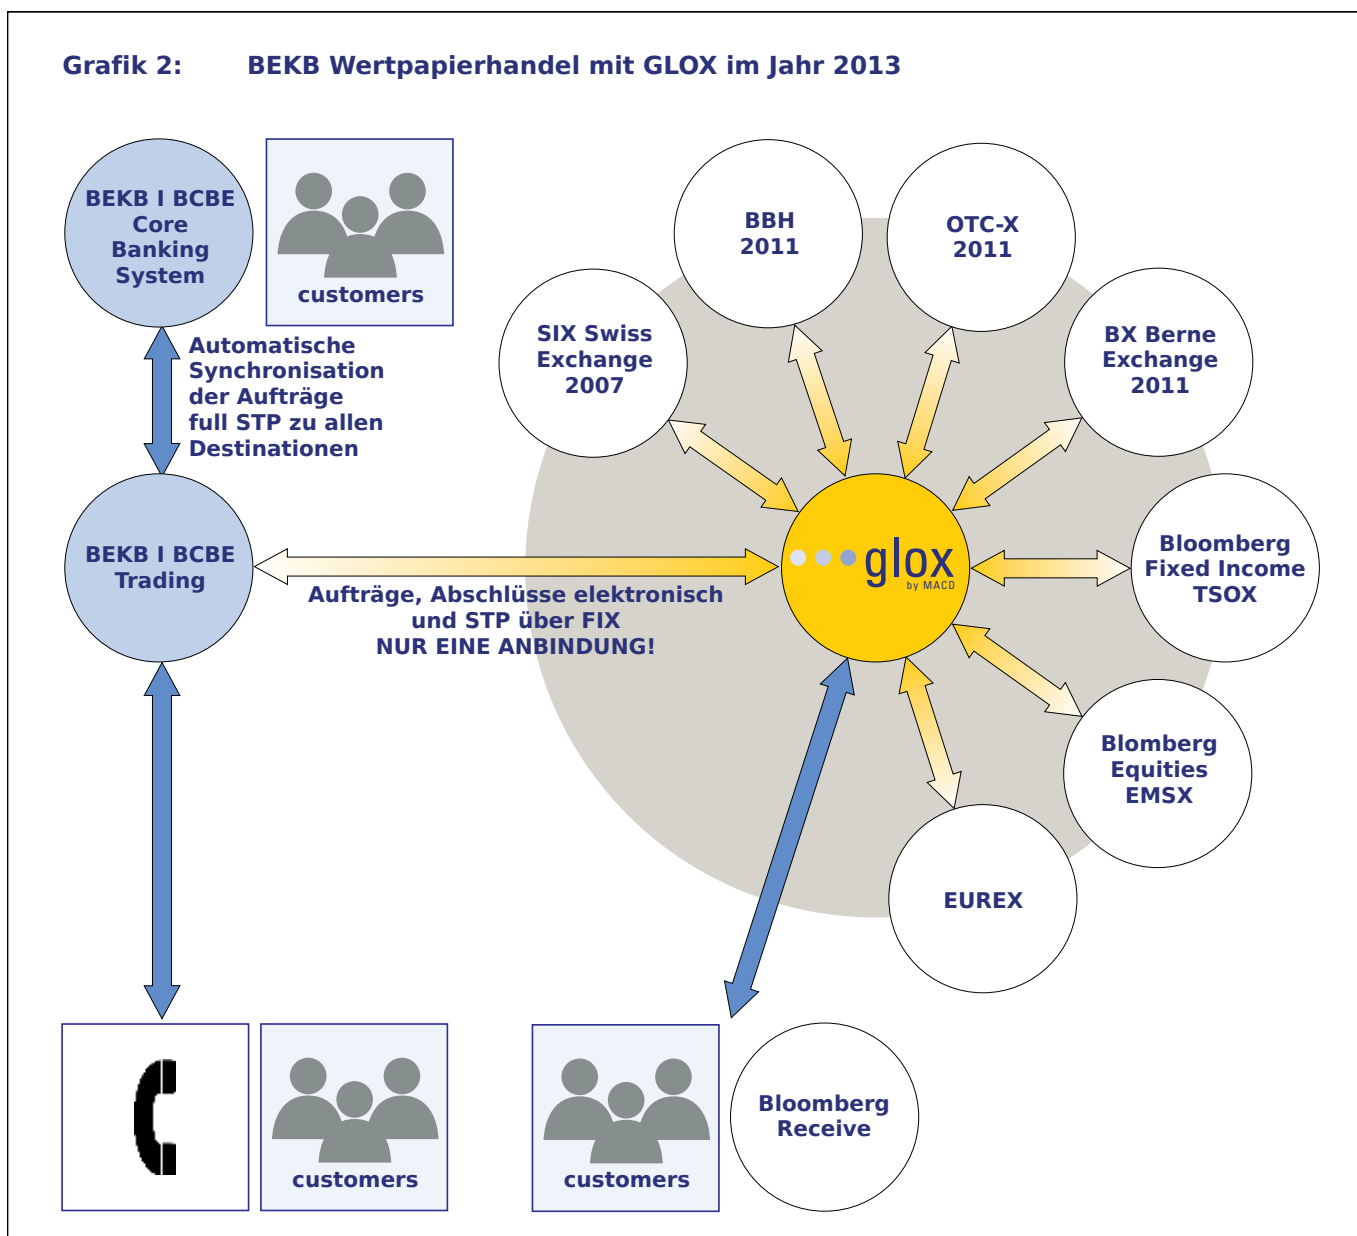 Grafik 2: BEKB Wertpapierhandel mit GLOX im Jahr 2013
BEKB I BCBE
Core
Banking
System
customers
BBH
2011
OTC-X
2011
SIX Swiss
Exchange
2007
BX Berne
Exchange
2011
Automatische
Synchronisation
der Aufträge
full STP zu allen
Destinationen
BEKB I BCBE
Trading
Aufträge, Abschlüsse elektronisch
und STP über FIX
NUR EINE ANBINDUNG!
glox
by MACD
Bloomberg
Fixed Income
TSOX
Blomberg
Equities
EMSX
EUREX
customers
customers
Bloomberg
Receive